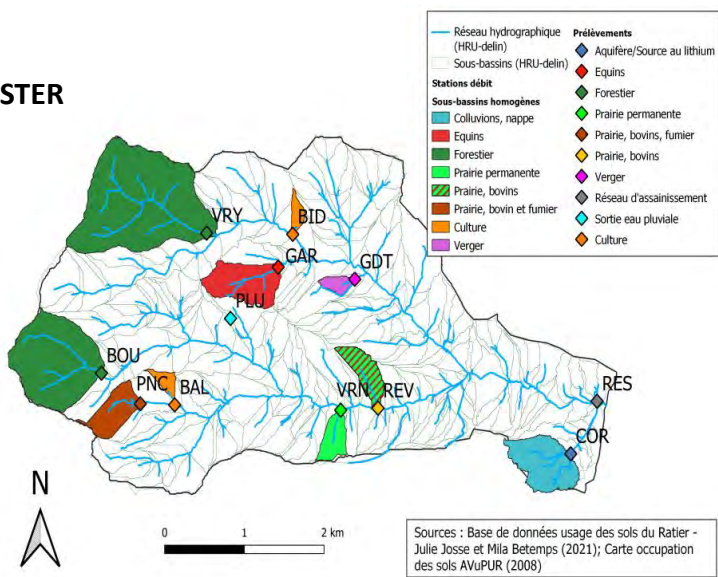 STER
Réseau hydrographique
(HRU-delin)
Sous-bassins (HRU-delin)
Stations débit
Sous-bassins homogènes
Colluvions, nappe
Equins
Forestier
Prairie permanente
Prairie, bovins
Prairie, bovin et fumier
Culture
Verger
Prélèvements
Aquifère/Source au lithium
Equins
Forestier
Prairie permanente
Prairie, bovins, fumier
Prairie, bovins
Verger
Réseau d'assainissement
Sortie eau pluviale
Culture
VRY
BID
GAR
GDT
PLU
BOU
PNC
BAL
VRN
REV
RES
COR
N
0
1
2 km
Sources : Base de données usage des sols du Ratier -
Julie Josse et Mila Betemps (2021); Carte occupation
des sols AVuPUR (2008)